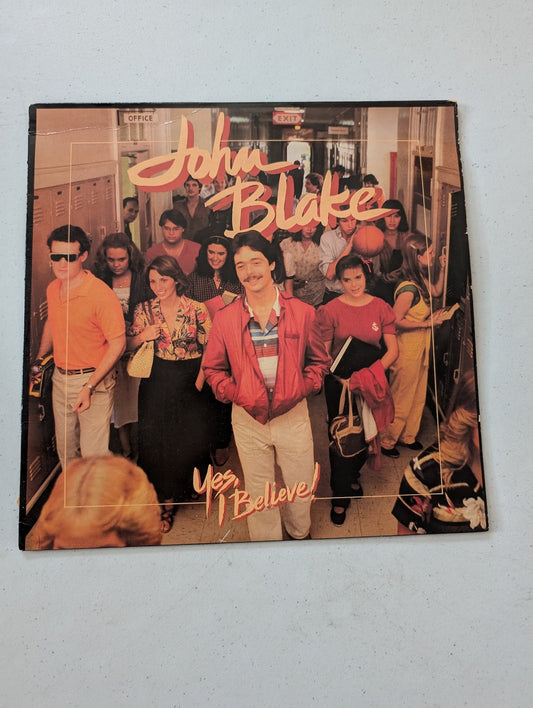 OFFICE
EXIT
John
Blake
Yes,
I Believe!